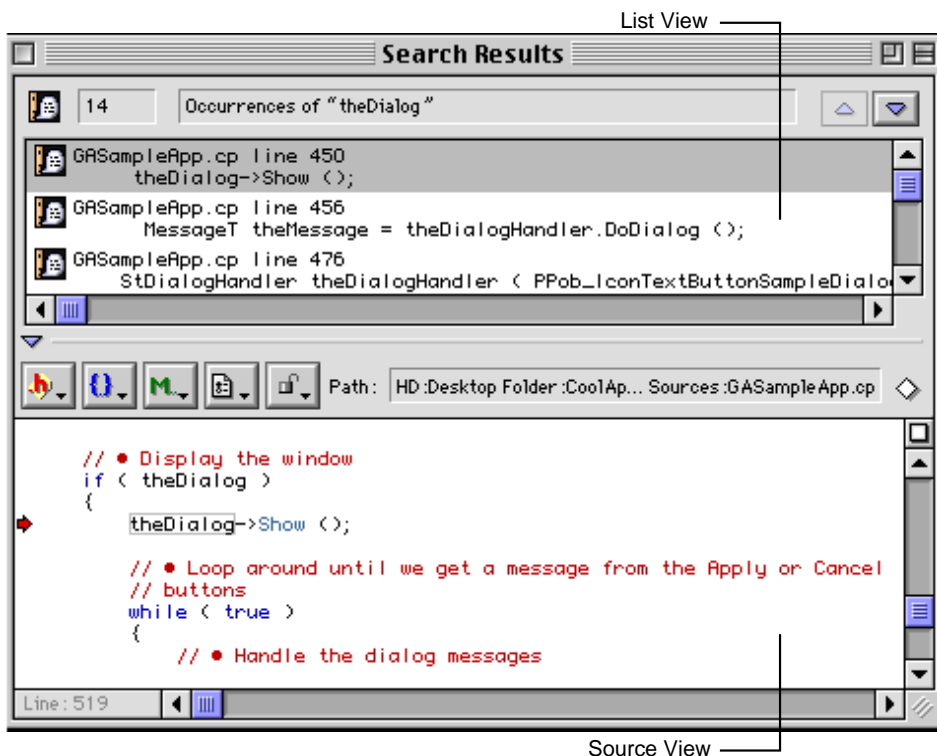 List View
Search Results
14 Occurrences of "theDialog"
GASampleApp.cp line 450
theDialog->Show ();
GASampleApp.cp line 456
MessageT theMessage = theDialogHandler.DoDialog ();
GASampleApp.cp line 476
StDialogHandler theDialogHandler ( PPob_IconTextButtonSampleDialo
.h {} M. Path: HD:Desktop Folder:CoolAp... Sources:GASampleApp.cp
// • Display the window
if ( theDialog )
{
theDialog->Show ();
// • Loop around until we get a message from the Apply or Cancel
// buttons
while ( true )
{
// • Handle the dialog messages
Line: 519
Source View